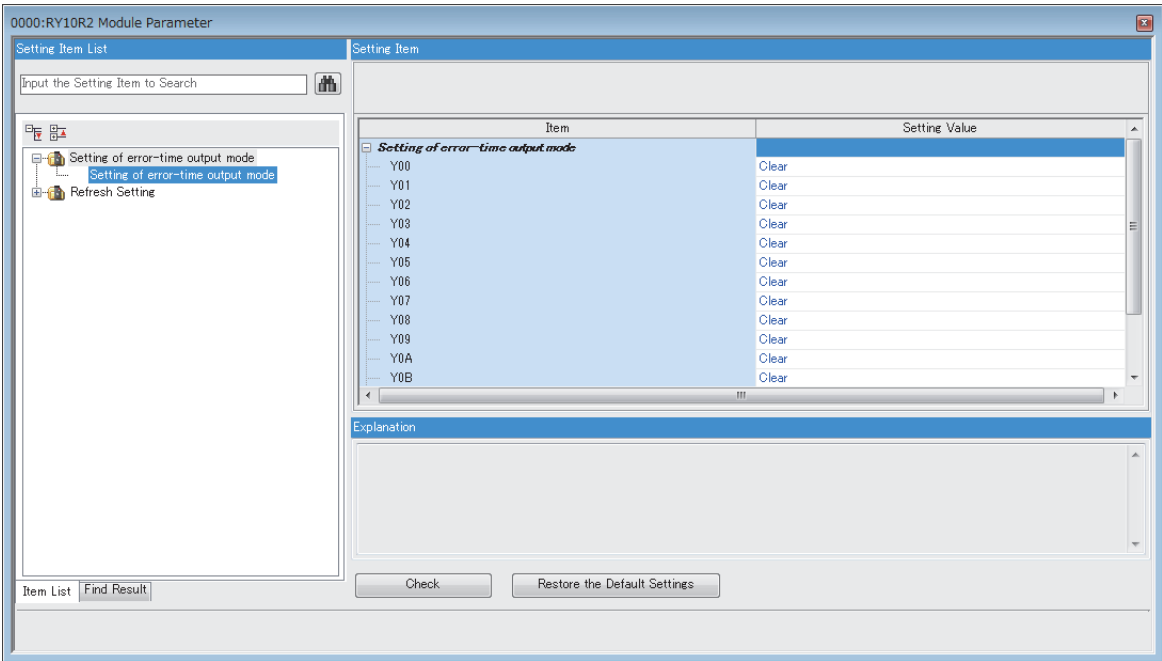 0000:RY10R2 Module Parameter
Setting Item List
Input the Setting Item to Search
Setting of error-time output mode
Setting of error-time output mode
Refresh Setting
Item List
Find Result
Setting Item
Item Setting Value
Setting of error-time output mode
Y00 Clear
Y01 Clear
Y02 Clear
Y03 Clear
Y04 Clear
Y05 Clear
Y06 Clear
Y07 Clear
Y08 Clear
Y09 Clear
Y0A Clear
Y0B Clear
Explanation
Check
Restore the Default Settings